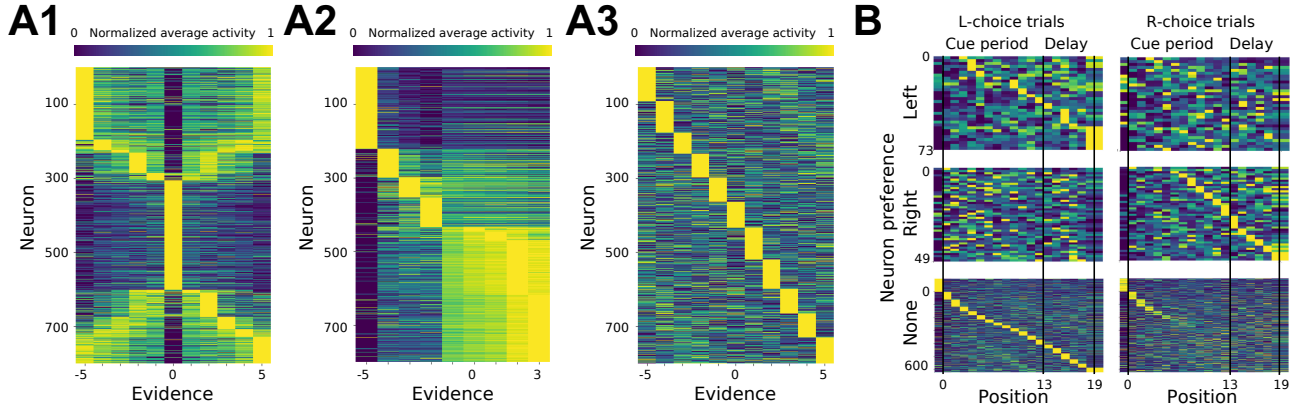 A1
0 Normalized average activity 1
Neuron
100
300
500
700
-5 0 5
Evidence
A2
0 Normalized average activity 1
Neuron
100
300
500
700
-5 0 3
Evidence
A3
0 Normalized average activity 1
Neuron
100
300
500
700
-5 0 5
Evidence
B
L-choice trials R-choice trials
Cue period Delay Cue period Delay
Neuron preference
Left
0
73
0
Right
49
0
None
0
0
600
0 13 19 0 13 19
Position Position